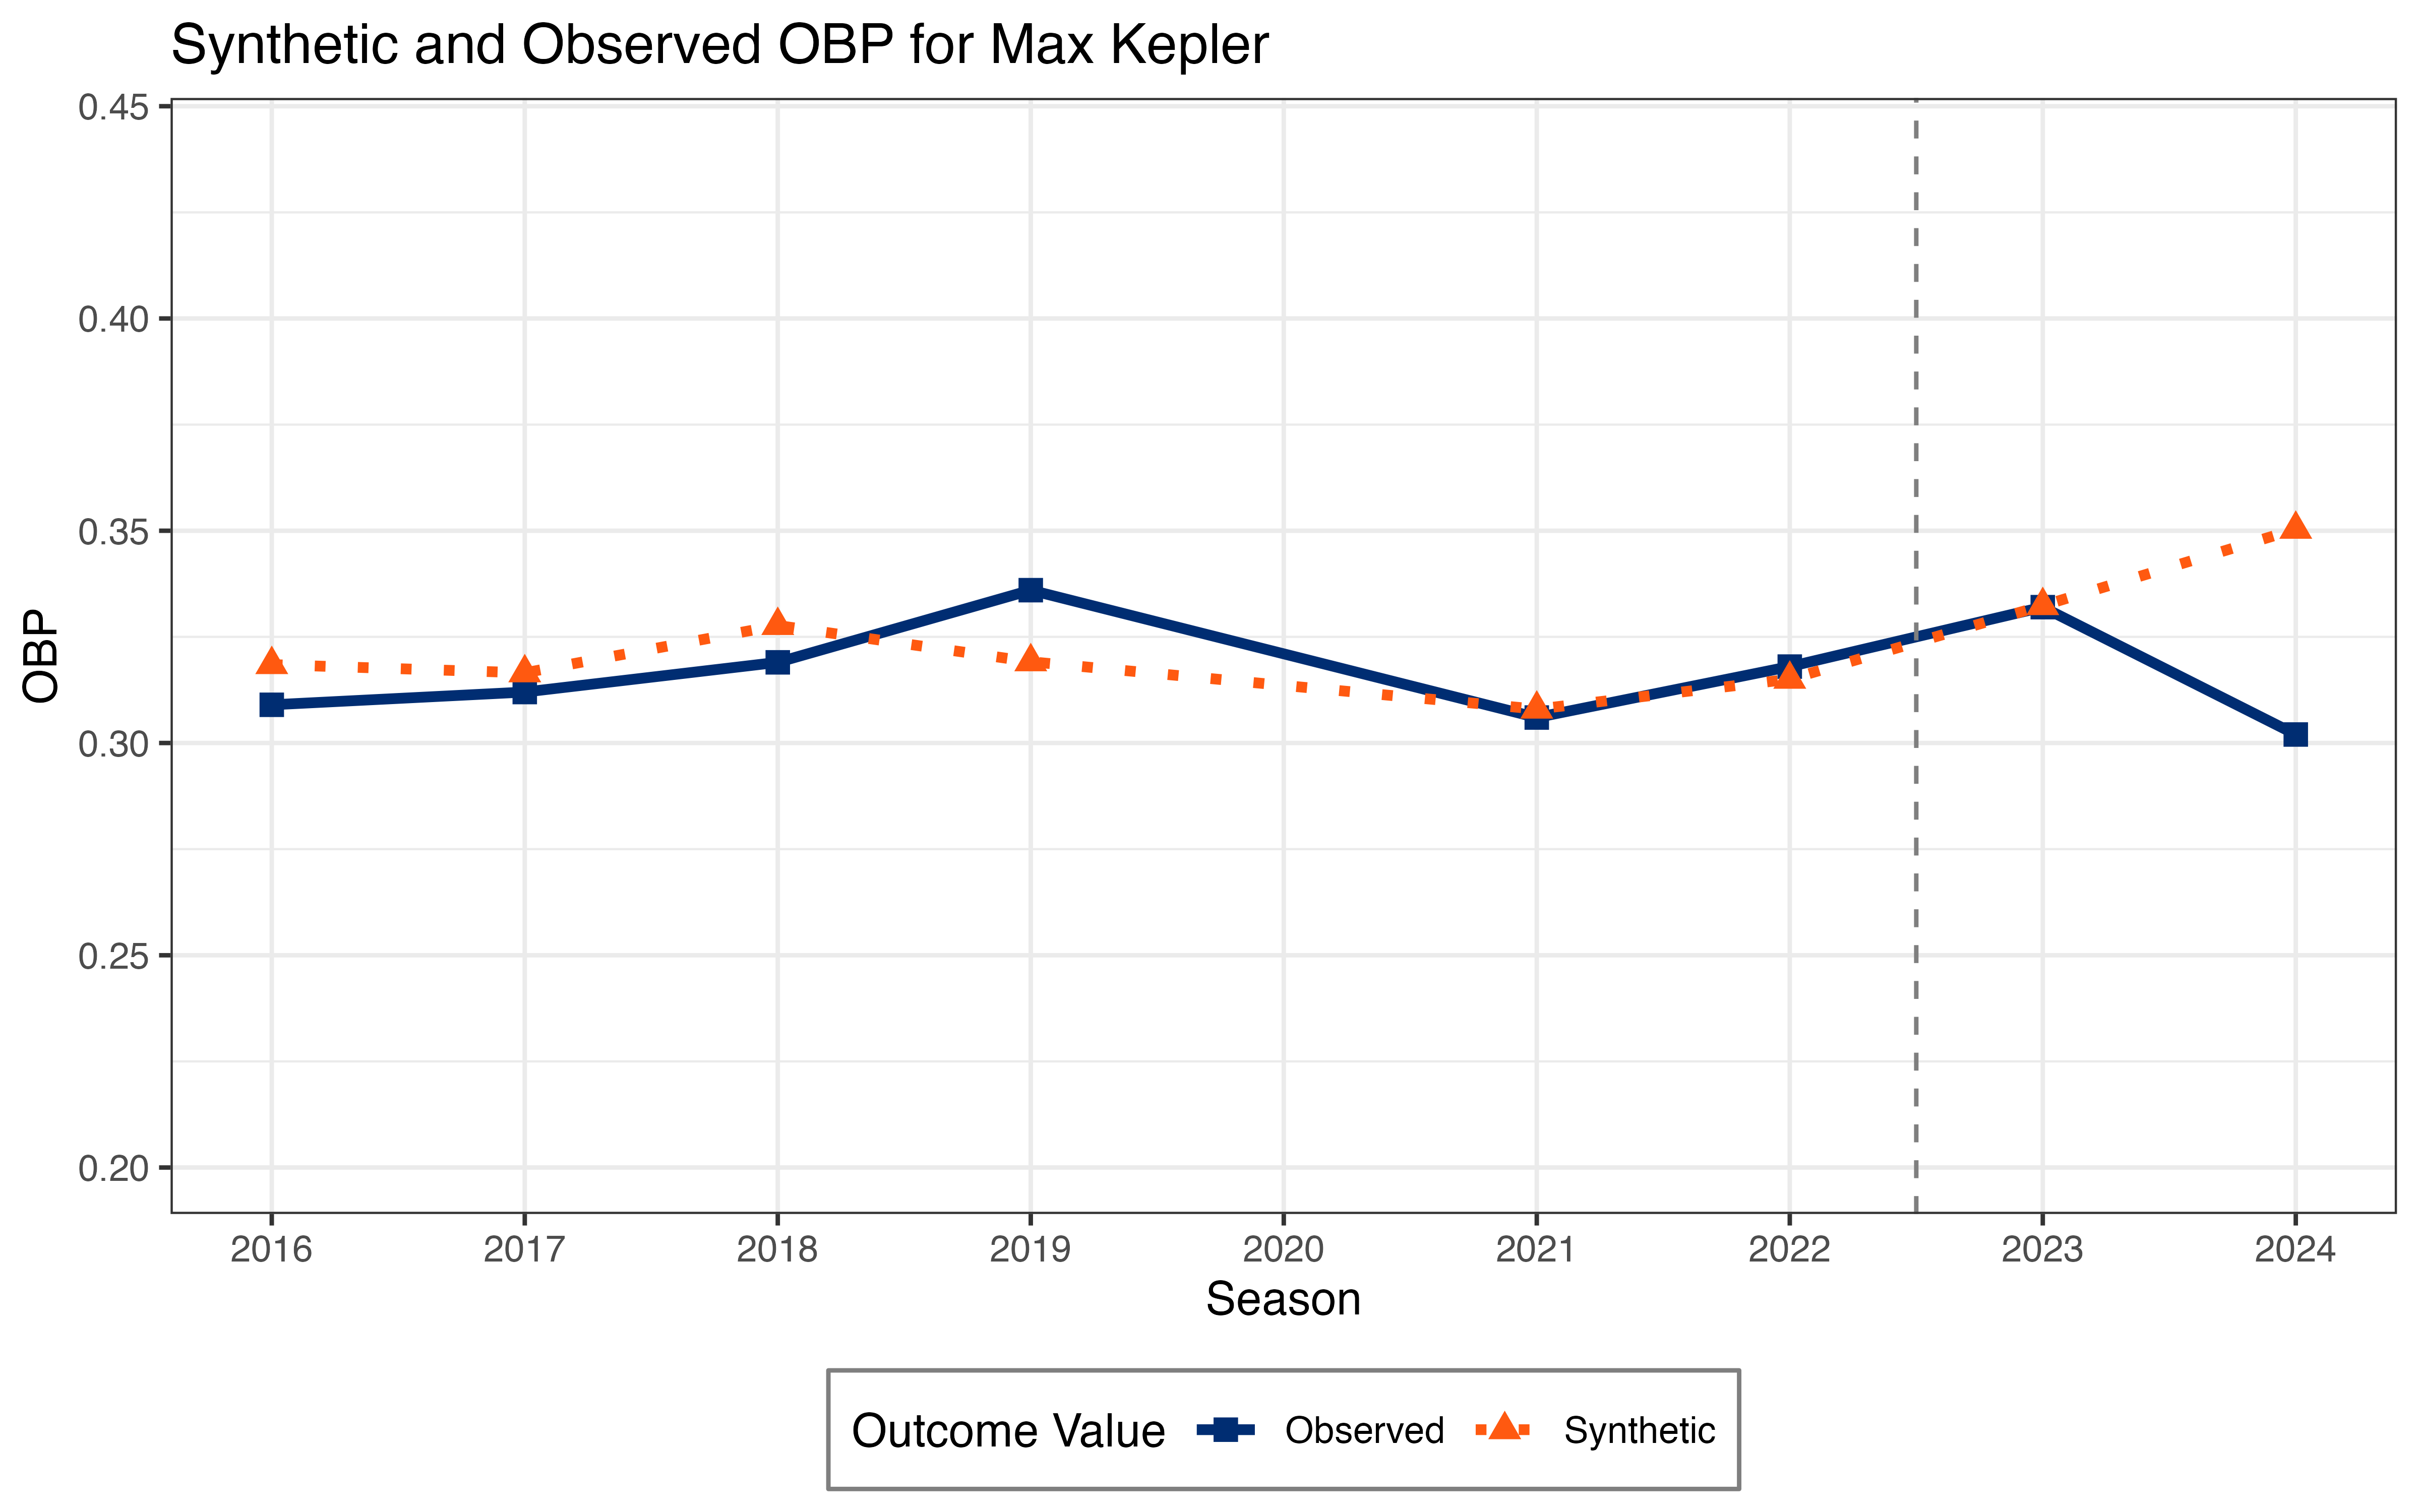 Synthetic and Observed OBP for Max Kepler
0.45
0.40
0.35
0.30
0.25
0.20
OBP
2016 2017 2018 2019 2020 2021 2022 2023 2024
Season
Outcome Value Observed Synthetic